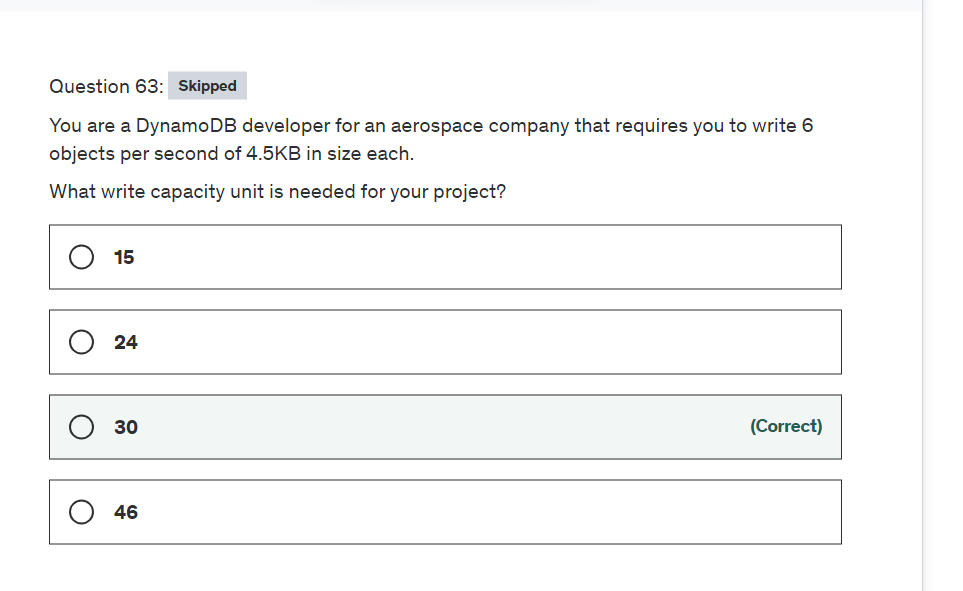 Question 63: Skipped
You are a DynamoDB developer for an aerospace company that requires you to write 6
objects per second of 4.5KB in size each.
What write capacity unit is needed for your project?
15
24
30 (Correct)
46